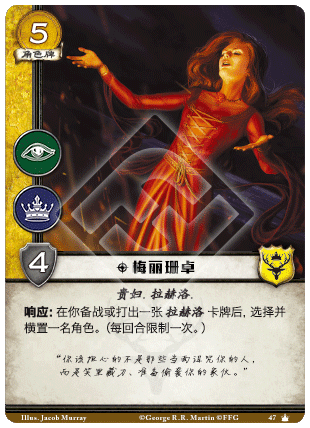 5
角色牌
4
梅丽珊卓
贵妇. 拉赫洛.
响应: 在你备战或打出一张 拉赫洛 卡牌后, 选择并
横置一名角色。(每回合限制一次。)
“你该担心的不是那些当面诅咒你的人,
而是笑里藏刀、准备偷袭你的家伙。”
Illus. Jacob Murray
©George R.R. Martin ©FFG
47